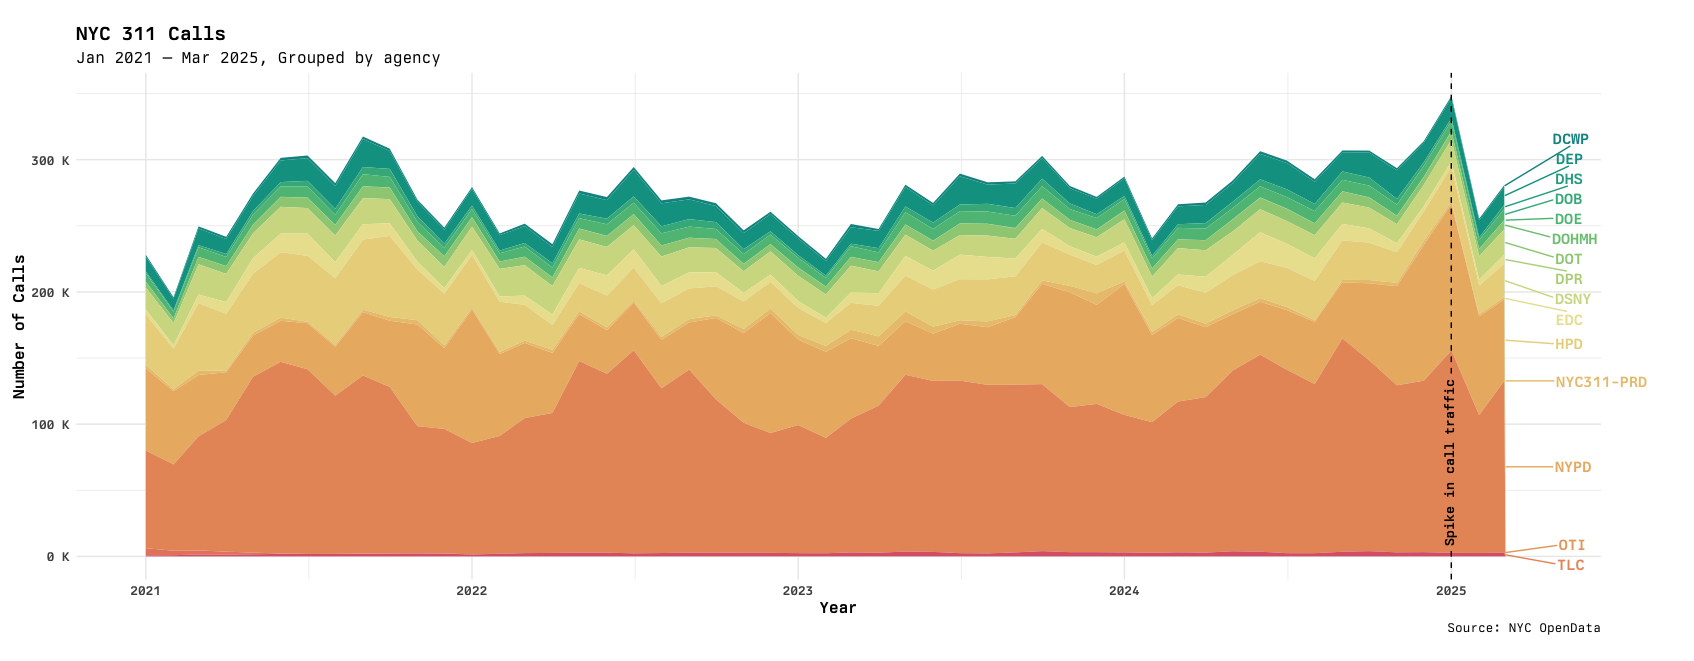 NYC 311 Calls
Jan 2021 – Mar 2025, Grouped by agency
Number of Calls
300 K
200 K
100 K
0 K
2021
2022
2023
2024
2025
Year
Spike in call traffic
DCWP
DEP
DHS
DOB
DOE
DOHMH
DOT
DPR
DSNY
EDC
HPD
NYC311-PRD
NYPD
OTI
TLC
Source: NYC OpenData